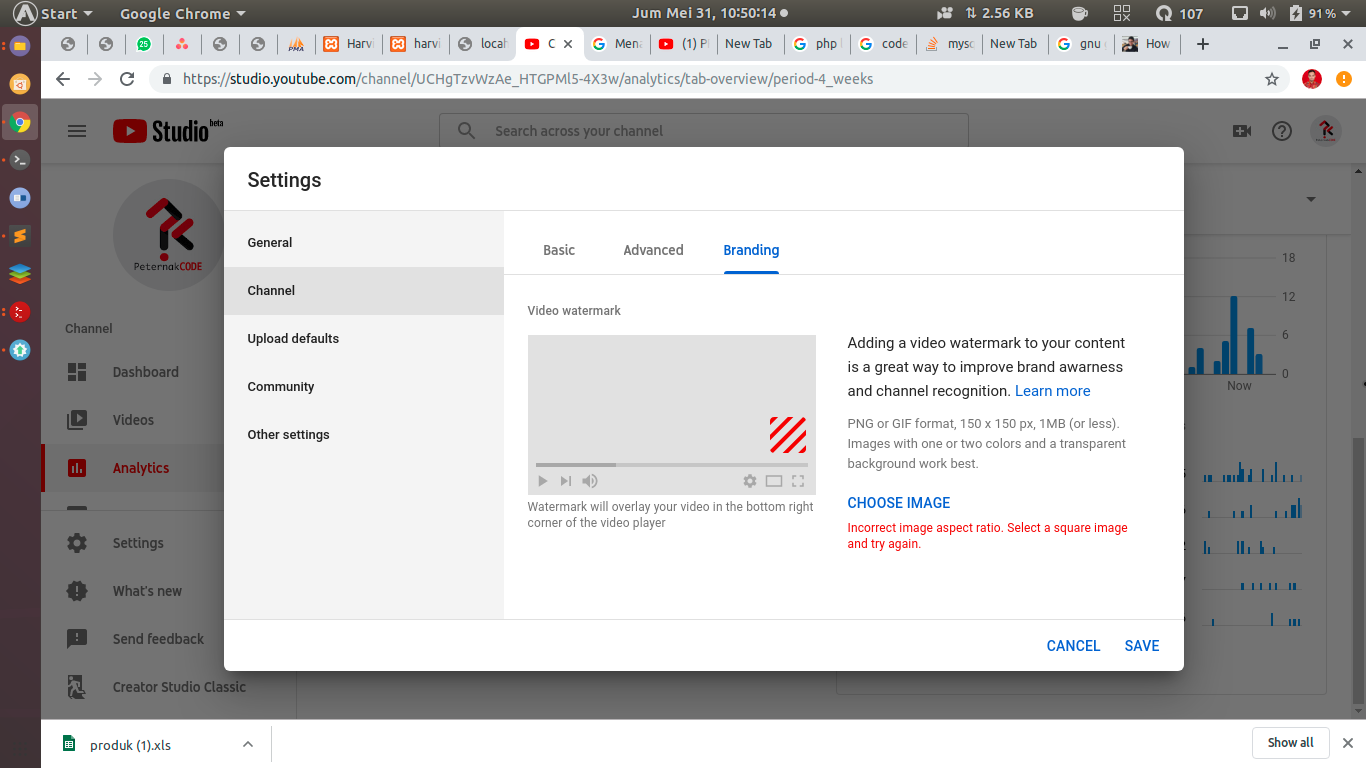 Start
Google Chrome
Jum Mei 31, 10:50:14
2.56 KB
107
91%
25
PMA
Harvi
harvi
locah
C
Mena
(1) P
New Tab
php l
code
mysq
New Tab
gnu
How
https://studio.youtube.com/channel/UCHgTzvWzAe_HTGPMl5-4X3w/analytics/tab-overview/period-4_weeks
Studio beta
Search across your channel
PeternakCODE
Channel
Dashboard
Videos
Analytics
Settings
What's new
Send feedback
Creator Studio Classic
Settings
General
Channel
Upload defaults
Community
Other settings
Basic
Advanced
Branding
Video watermark
Watermark will overlay your video in the bottom right
corner of the video player
Adding a video watermark to your content
is a great way to improve brand awarness
and channel recognition. Learn more
PNG or GIF format, 150 x 150 px, 1MB (or less).
Images with one or two colors and a transparent
background work best.
CHOOSE IMAGE
Incorrect image aspect ratio. Select a square image
and try again.
CANCEL
SAVE
18
12
6
0
Now
produk (1).xls
Show all